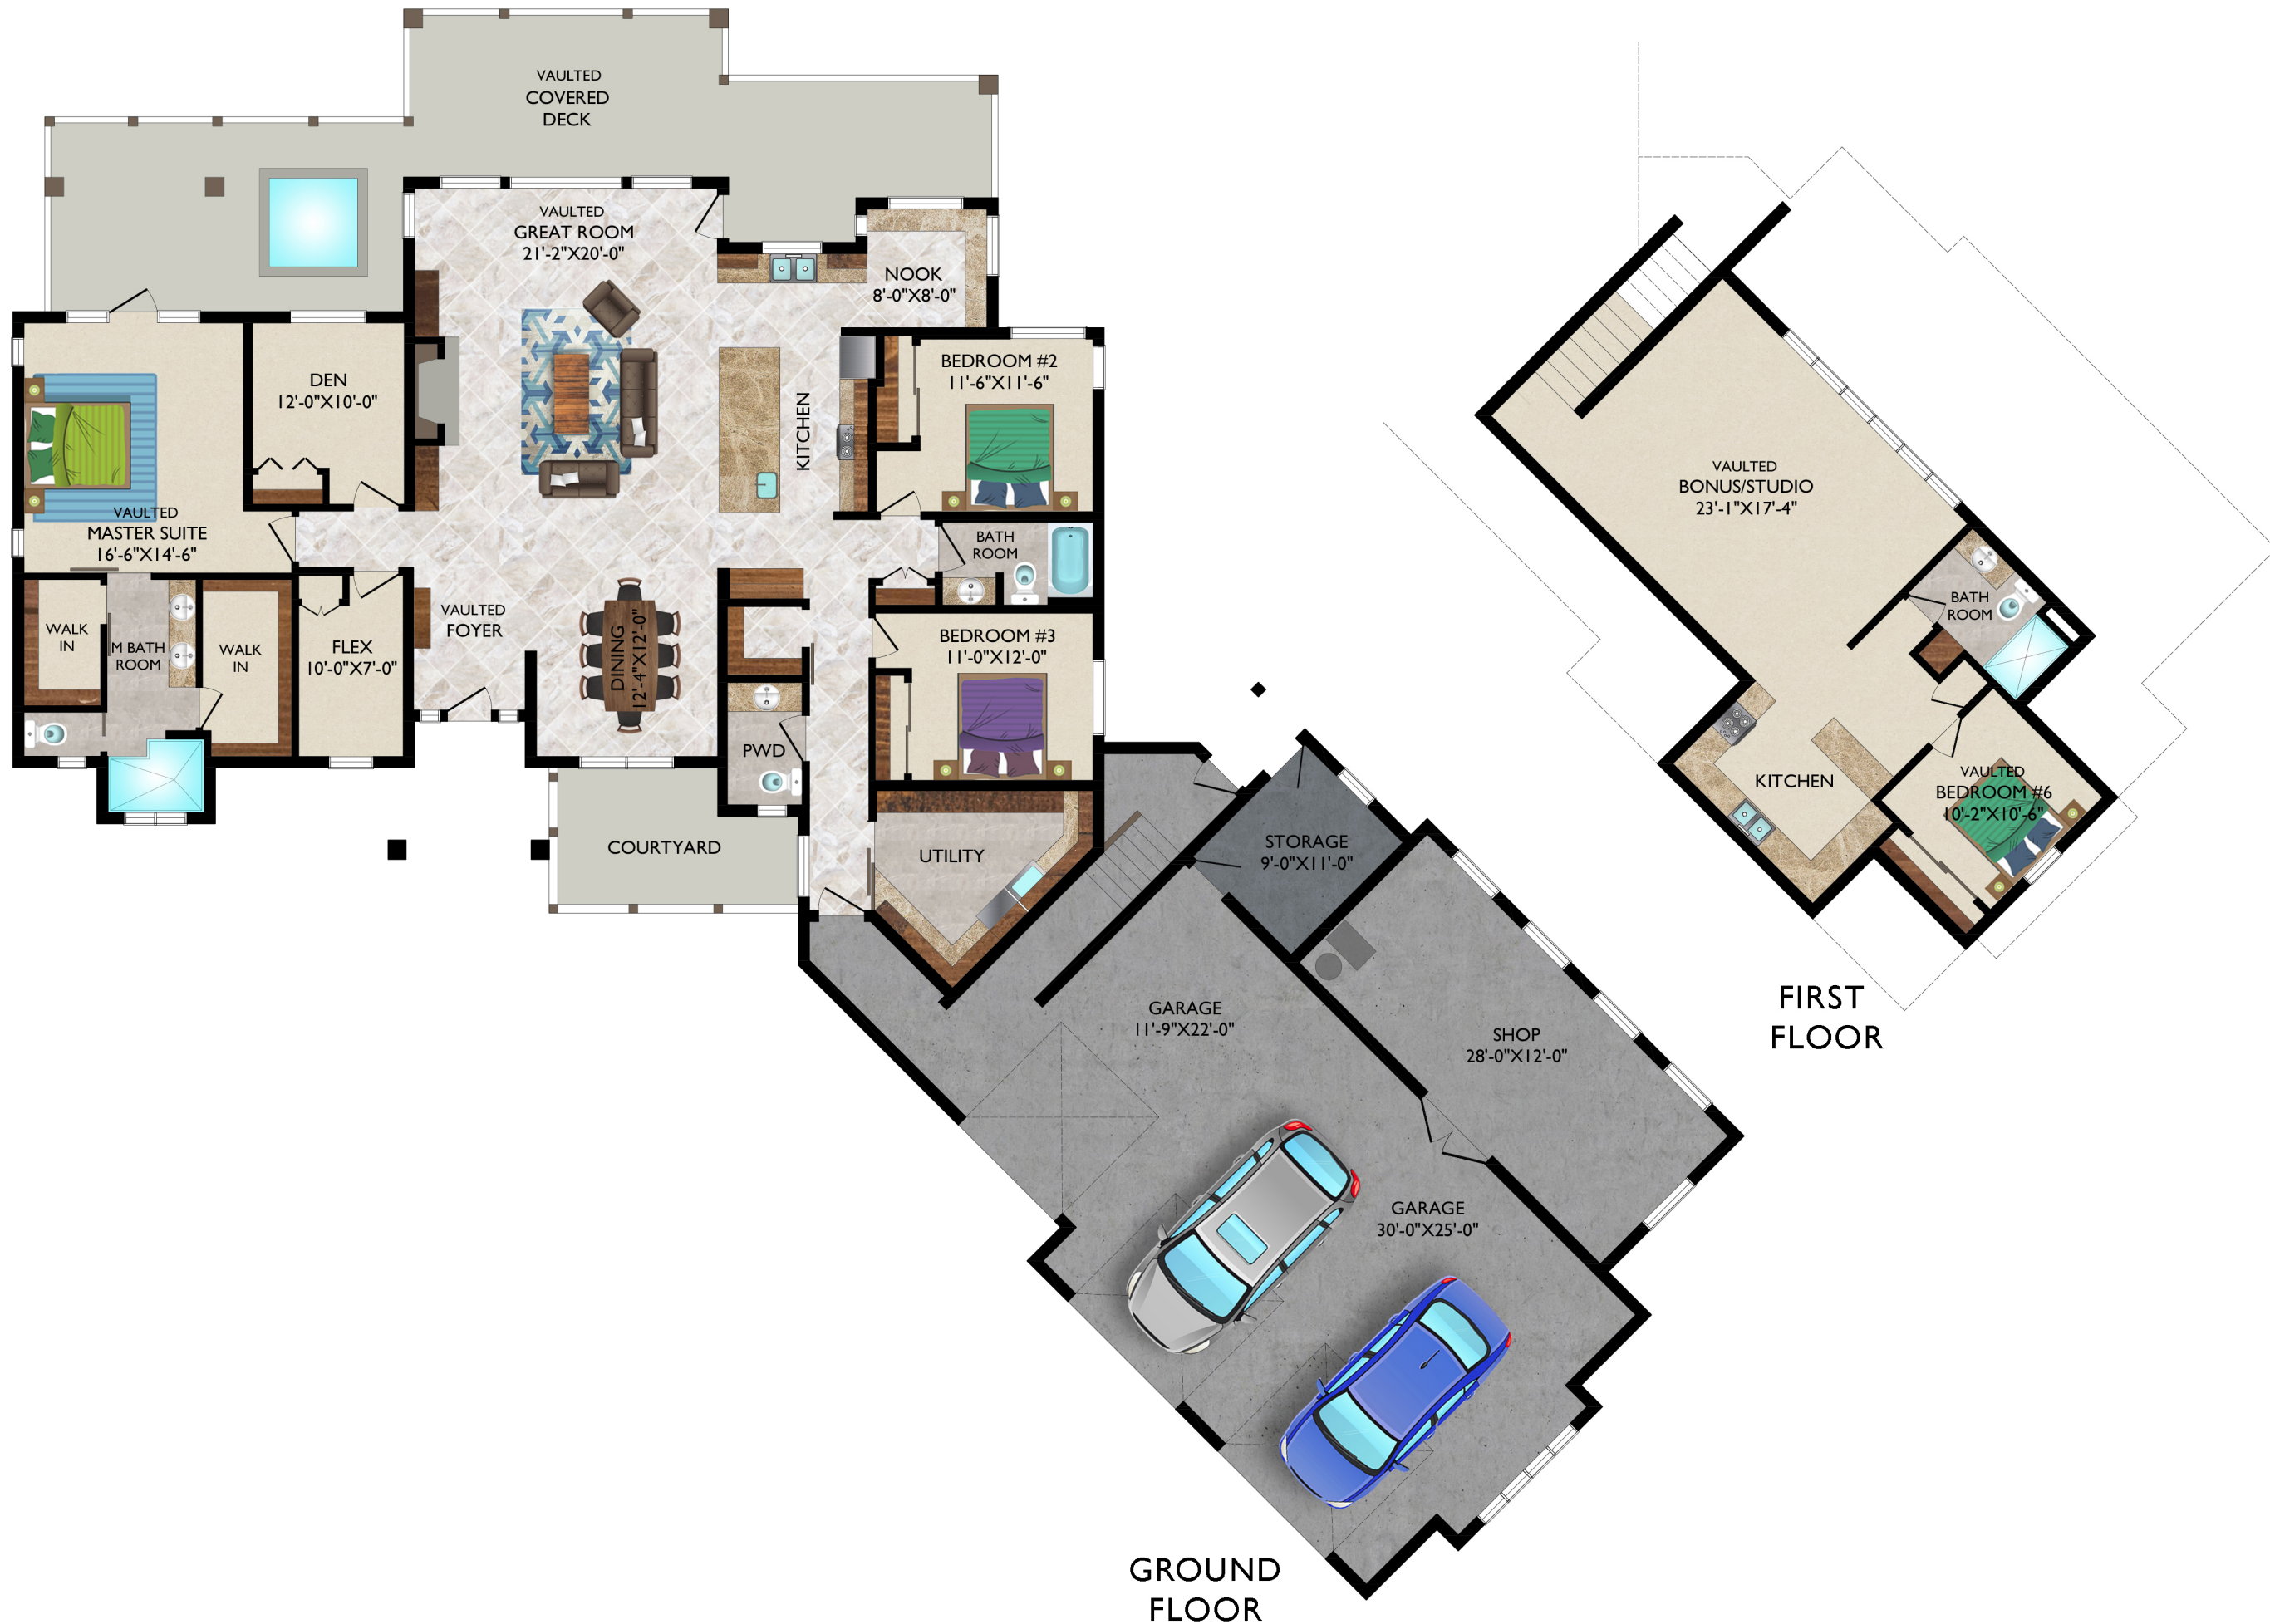 VAULTED
COVERED
DECK
VAULTED
GREAT ROOM
21'-2"X20'-0"
NOOK
8'-0"X8'-0"
DEN
12'-0"X10'-0"
KITCHEN
BEDROOM #2
11'-6"X11'-6"
VAULTED
MASTER SUITE
16'-6"X14'-6"
BATH
ROOM
WALK
IN
M BATH
ROOM
WALK
IN
FLEX
10'-0"X7'-0"
VAULTED
FOYER
DINING
12'-4"X12'-0"
BEDROOM #3
11'-0"X12'-0"
PWD
COURTYARD
UTILITY
STORAGE
9'-0"X11'-0"
GARAGE
11'-9"X22'-0"
SHOP
28'-0"X12'-0"
GARAGE
30'-0"X25'-0"
GROUND
FLOOR
VAULTED
BONUS/STUDIO
23'-1"X17'-4"
BATH
ROOM
KITCHEN
VAULTED
BEDROOM #6
10'-2"X10'-6"
FIRST
FLOOR